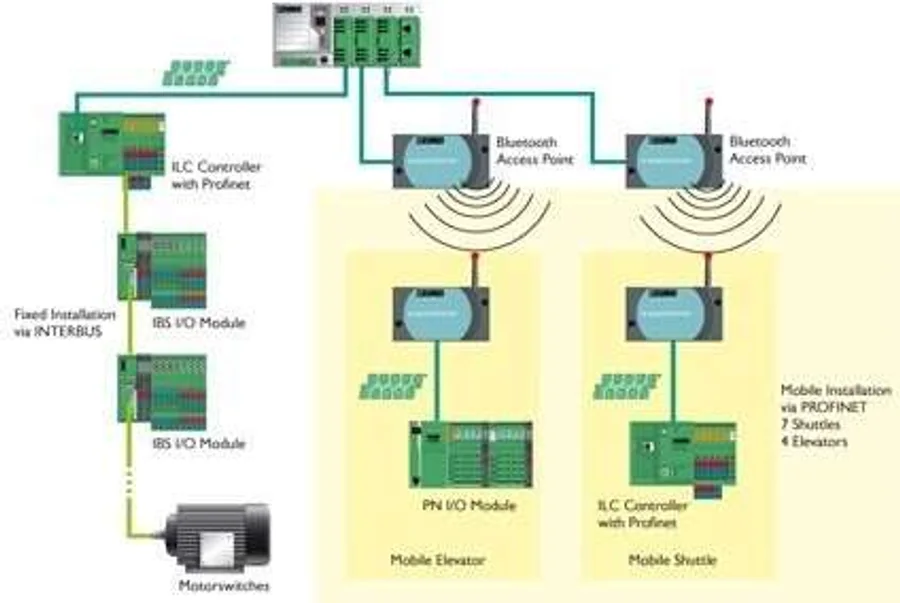 Bluetooth
Access Point
Bluetooth
Access Point
ILC Controller
with Profinet
Fixed Installation
via INTERBUS
IBS I/O Module
IBS I/O Module
Mobile Installation
via PROFINET
7 Shuttles
4 Elevators
PN I/O Module
ILC Controller
with Profinet
Mobile Elevator
Mobile Shuttle
Motorswitches